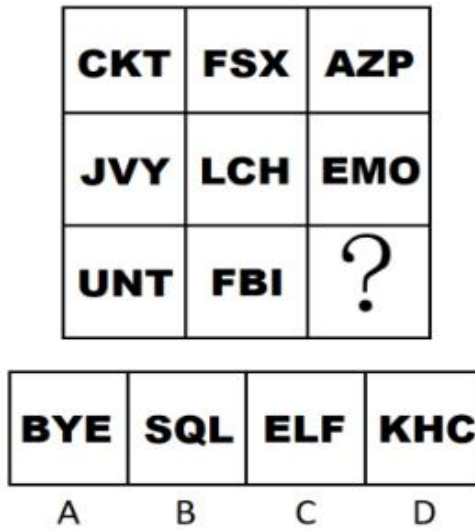 CKT FSX AZP
JVY LCH EMO
UNT FBI ?
BYE SQL ELF KHC
A B C D